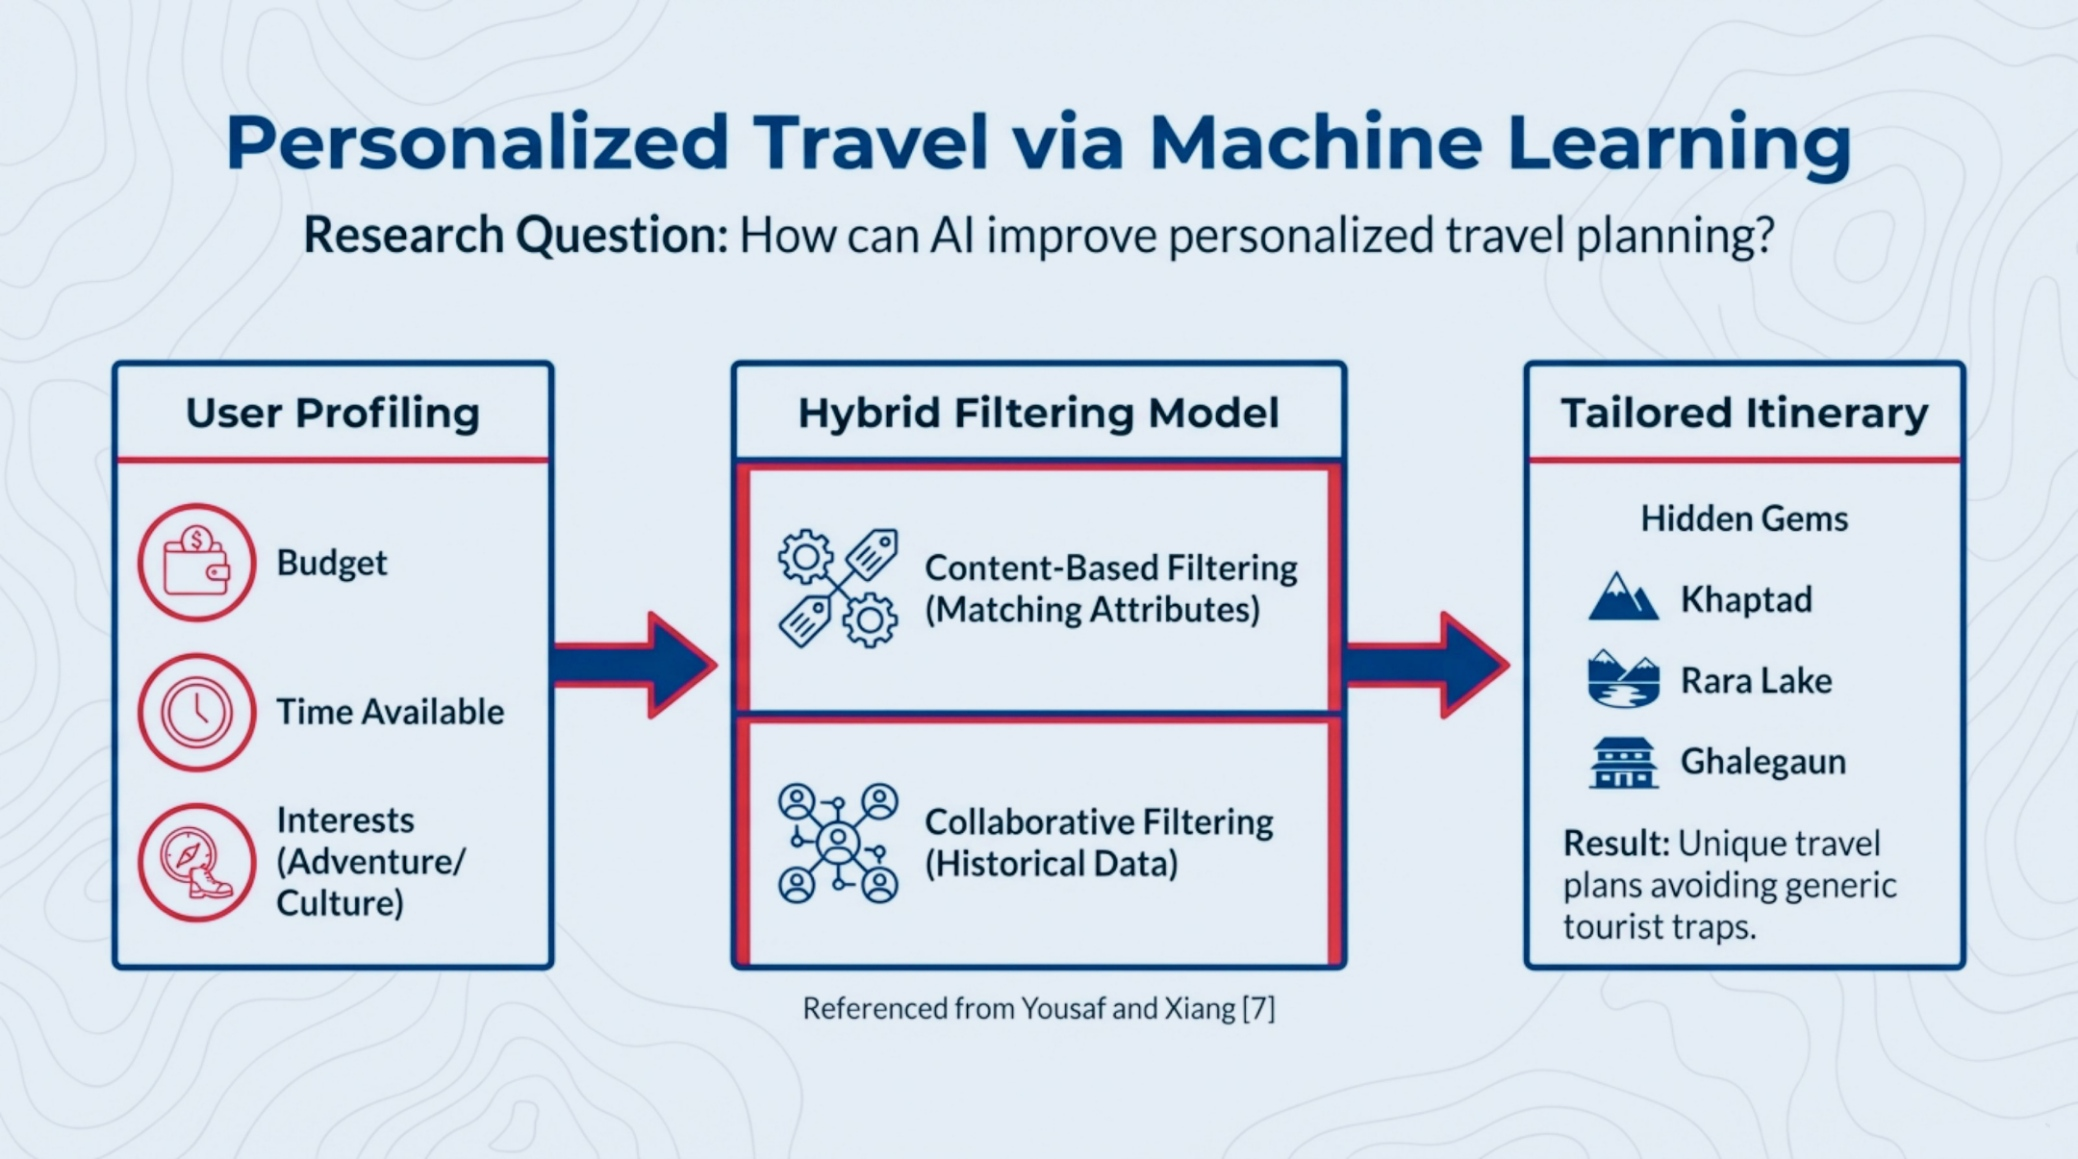 Personalized Travel via Machine Learning
Research Question: How can AI improve personalized travel planning?
User Profiling
Budget
Time Available
Interests
(Adventure/
Culture)
Hybrid Filtering Model
Content-Based Filtering
(Matching Attributes)
Collaborative Filtering
(Historical Data)
Referenced from Yousaf and Xiang [7]
Tailored Itinerary
Hidden Gems
Khaptad
Rara Lake
Ghalegaun
Result: Unique travel
plans avoiding generic
tourist traps.